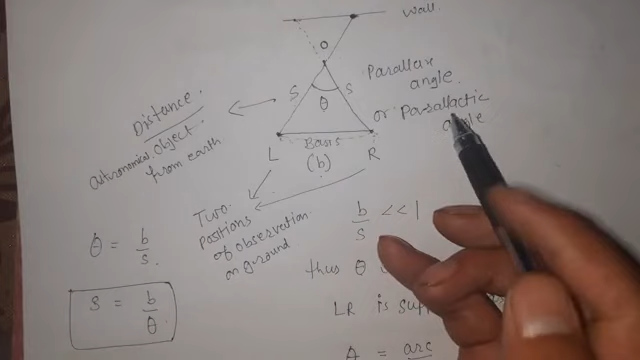 Wall.
O
Parallax
angle.
S
θ
S
or Parallactic
angle
Distance.
astronomical object.
from earth
Basis
(b)
L
R
Two
positions
of observation
on ground.
b/s << 1
θ = b/s.
thus θ
S = b/θ
LR is
θ = arc